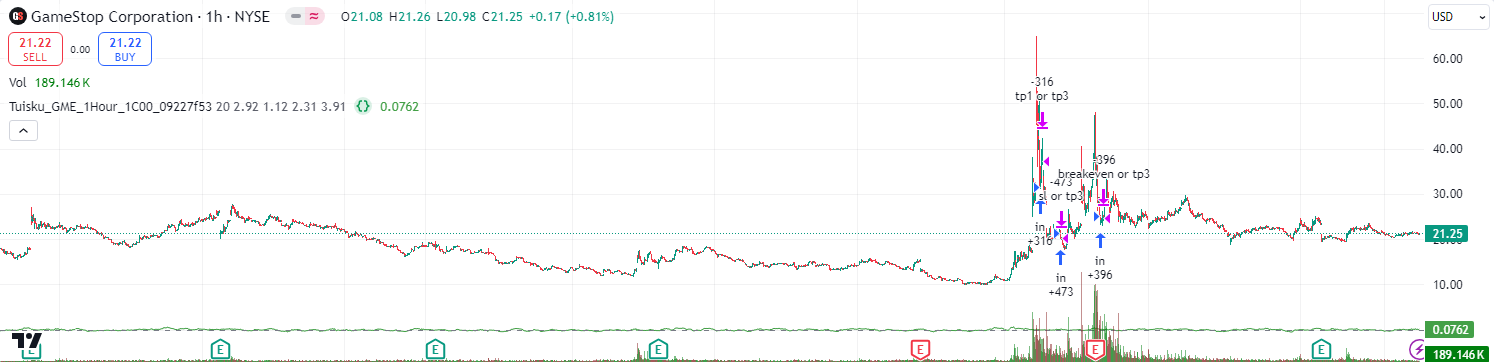 GameStop Corporation · 1h · NYSE
O21.08 H21.26 L20.98 C21.25 +0.17 (+0.81%)
USD
21.22
SELL
0.00
21.22
BUY
Vol 189.146 K
Tuisku_GME_1Hour_1C00_09227f53 20 2.92 1.12 2.31 3.91 {} 0.0762
60.00
50.00
40.00
30.00
21.25
20.00
10.00
0.0762
189.146 K
-316
tp1 or tp3
-396
breakeven or tp3
-473
sl or tp3
in
+316
in
+473
in
+396
E
E
E
E
E
E
E